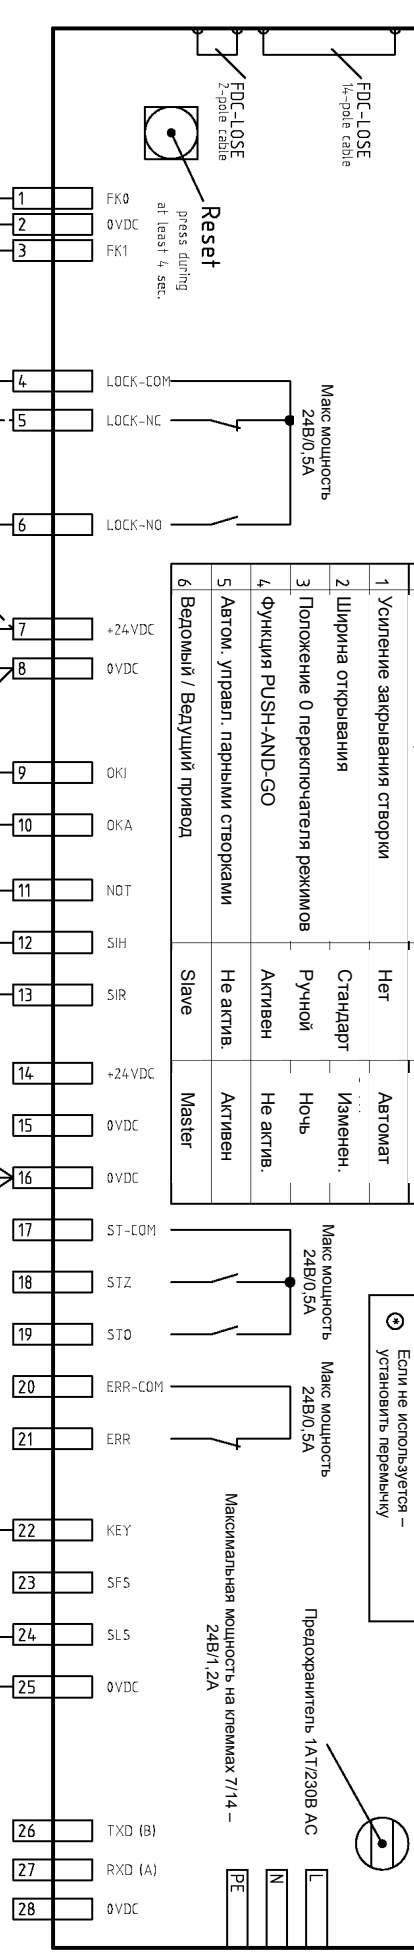 FDC-LOSE
2-pole cable
FDC-LOSE
14-pole cable
Reset
press during
at least 4 sec.
1 FK0
2 0VDC
3 FK1
4 LOCK-COM
5 LOCK-NC
6 LOCK-NO
Макс мощность
24В/0,5А
7 +24VDC
8 0VDC
9 OKI
10 OKA
11 NOT
12 SIH
13 SIR
14 +24VDC
15 0VDC
16 0VDC
1 Усиление закрывания створки Нет Автомат
2 Ширина открывания Стандарт Изменен.
3 Положение 0 переключателя режимов Ручной Ночь
4 Функция PUSH-AND-GO Активен Не актив.
5 Автом. управл. парными створками Не актив. Активен
6 Ведомый / Ведущий привод Slave Master
17 ST-COM
18 STZ
19 STO
Макс мощность
24В/0,5А
20 ERR-COM
21 ERR
Макс мощность
24В/0,5А
Если не используется –
установить перемычку
22 KEY
23 SFS
24 SLS
25 0VDC
Максимальная мощность на клеммах 7/14 –
24В/1,2А
Предохранитель 1АТ/230В АС
26 TXD (B)
27 RXD (A)
28 0VDC
PE
N
L